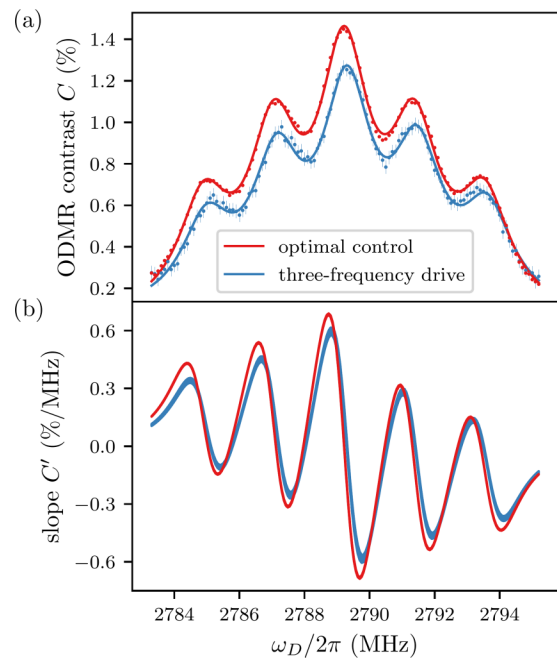 (a)
ODMR contrast C (%)
1.4
1.2
1.0
0.8
0.6
0.4
0.2
optimal control
three-frequency drive
(b)
slope C′ (%/MHz)
0.6
0.3
0.0
−0.3
−0.6
2784 2786 2788 2790 2792 2794
ω_D/2π (MHz)